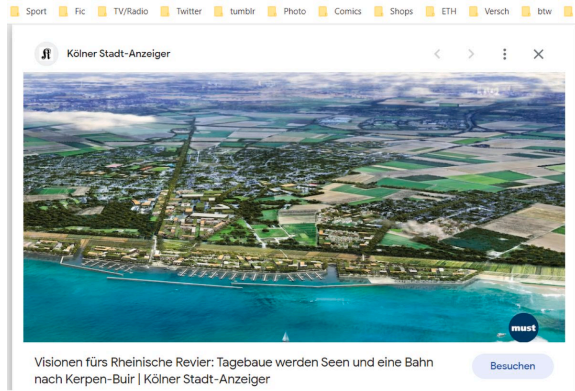 Sport Fic TV/Radio Twitter tumblr Photo Comics Shops ETH Versch btw
Kölner Stadt-Anzeiger
must
Visionen fürs Rheinische Revier: Tagebaue werden Seen und eine Bahn
nach Kerpen-Buir | Kölner Stadt-Anzeiger
Besuchen